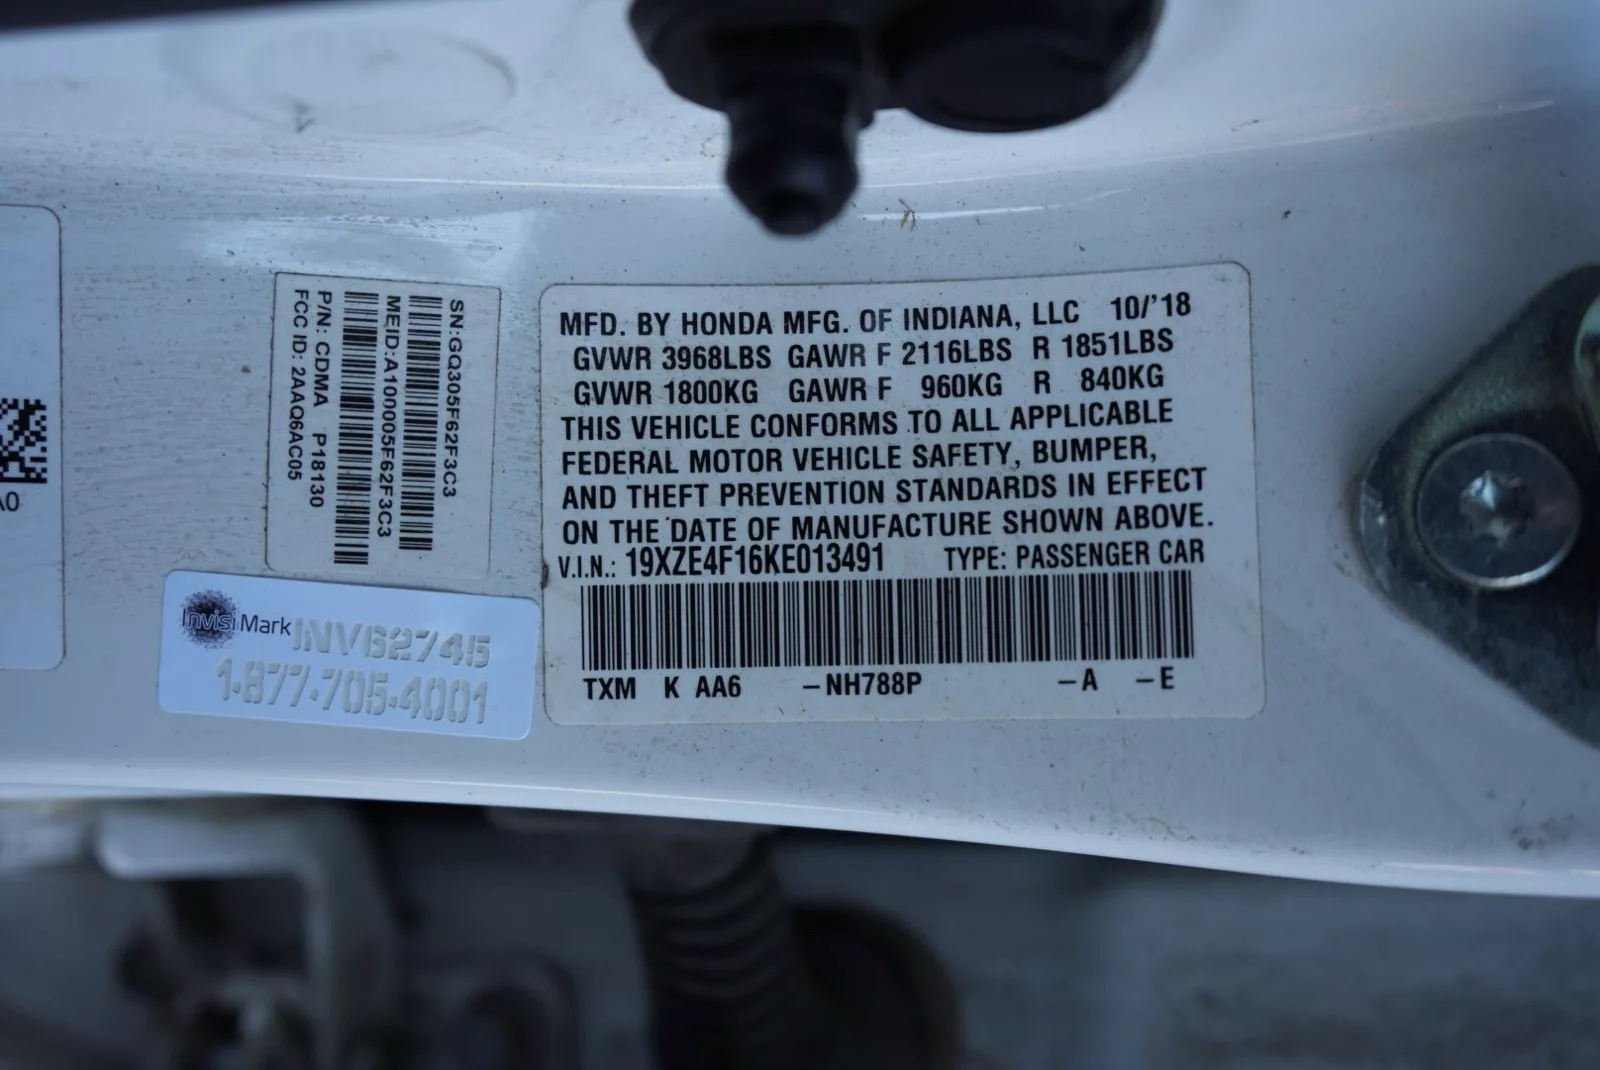 A0
SN:GQ305F62F3C3
MEID:A100005F62F3C3
P/N: CDMA P18130
FCC ID: 2AAQ6AC05
InvisiMark INV62745
1-877-705-4001
MFD. BY HONDA MFG. OF INDIANA, LLC 10/'18
GVWR 3968LBS GAWR F 2116LBS R 1851LBS
GVWR 1800KG GAWR F 960KG R 840KG
THIS VEHICLE CONFORMS TO ALL APPLICABLE
FEDERAL MOTOR VEHICLE SAFETY, BUMPER,
AND THEFT PREVENTION STANDARDS IN EFFECT
ON THE DATE OF MANUFACTURE SHOWN ABOVE.
V.I.N.: 19XZE4F16KE013491 TYPE: PASSENGER CAR
TXM K AA6 –NH788P –A –E